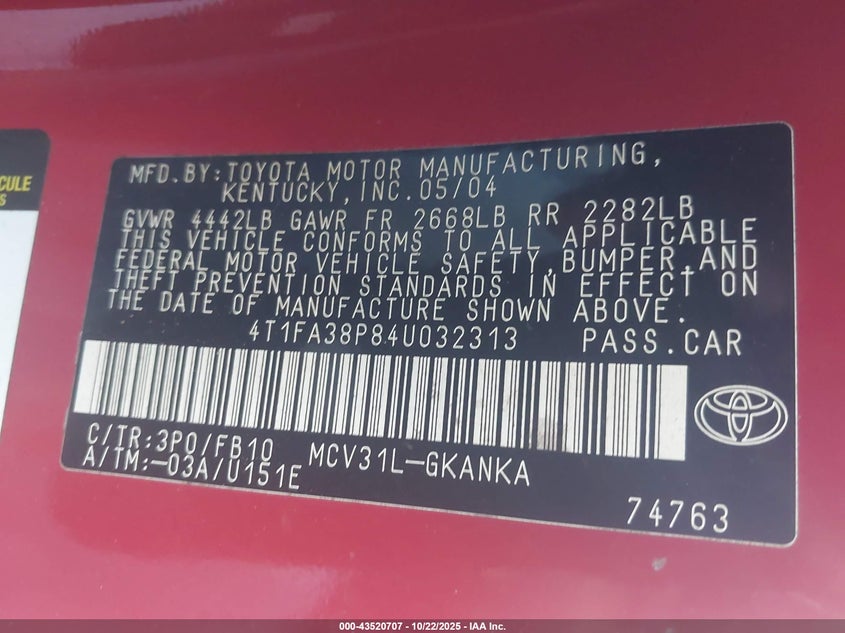 CULE
S
MFD.BY:TOYOTA MOTOR MANUFACTURING,
KENTUCKY,INC.05/04
GVWR 4442LB GAWR FR 2668LB RR 2282LB
THIS VEHICLE CONFORMS TO ALL APPLICABLE
FEDERAL MOTOR VEHICLE SAFETY,BUMPER,AND
THEFT PREVENTION STANDARDS IN EFFECT ON
THE DATE OF MANUFACTURE SHOWN ABOVE.
4T1FA38P84U032313 PASS.CAR
C/TR:3P0/FB10 MCV31L-GKANKA
A/TM:-03A/U151E
74763
000-43520707 - 10/22/2025 - IAA Inc.